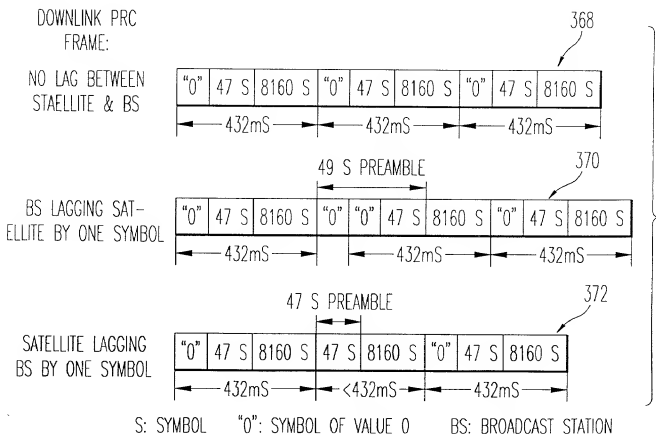 DOWNLINK PRC
FRAME:
368
NO LAG BETWEEN
STAELLITE & BS
"0" 47 S 8160 S "0" 47 S 8160 S "0" 47 S 8160 S
432mS 432mS 432mS
49 S PREAMBLE
370
BS LAGGING SAT-
ELLITE BY ONE SYMBOL
"0" 47 S 8160 S "0" "0" 47 S 8160 S "0" 47 S 8160 S
432mS 432mS 432mS
47 S PREAMBLE
372
SATELLITE LAGGING
BS BY ONE SYMBOL
"0" 47 S 8160 S 47 S 8160 S "0" 47 S 8160 S
432mS <432mS 432mS
S: SYMBOL "0": SYMBOL OF VALUE 0 BS: BROADCAST STATION